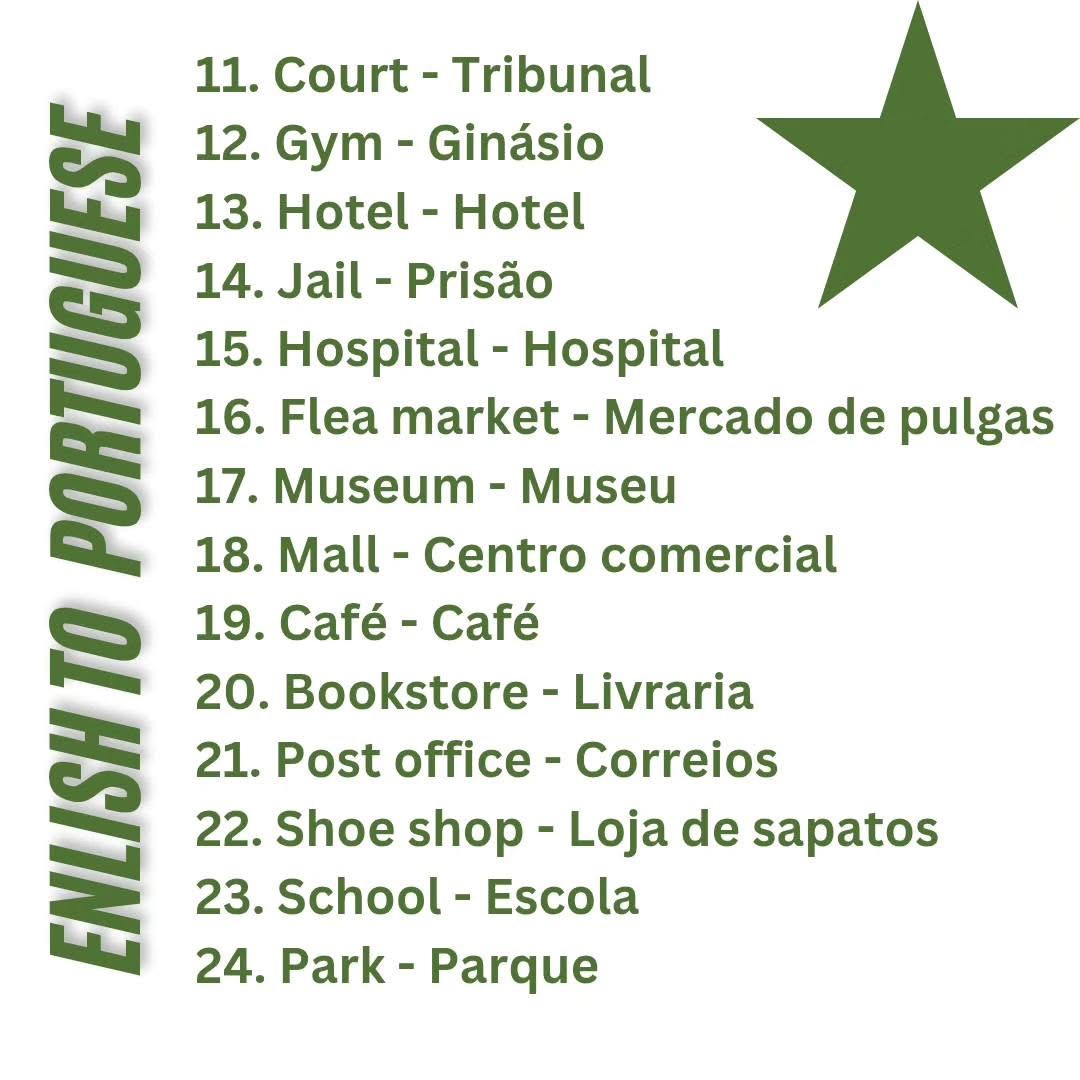 ENLISH TO PORTUGUESE
11. Court - Tribunal
12. Gym - Ginásio
13. Hotel - Hotel
14. Jail - Prisão
15. Hospital - Hospital
16. Flea market - Mercado de pulgas
17. Museum - Museu
18. Mall - Centro comercial
19. Café - Café
20. Bookstore - Livraria
21. Post office - Correios
22. Shoe shop - Loja de sapatos
23. School - Escola
24. Park - Parque